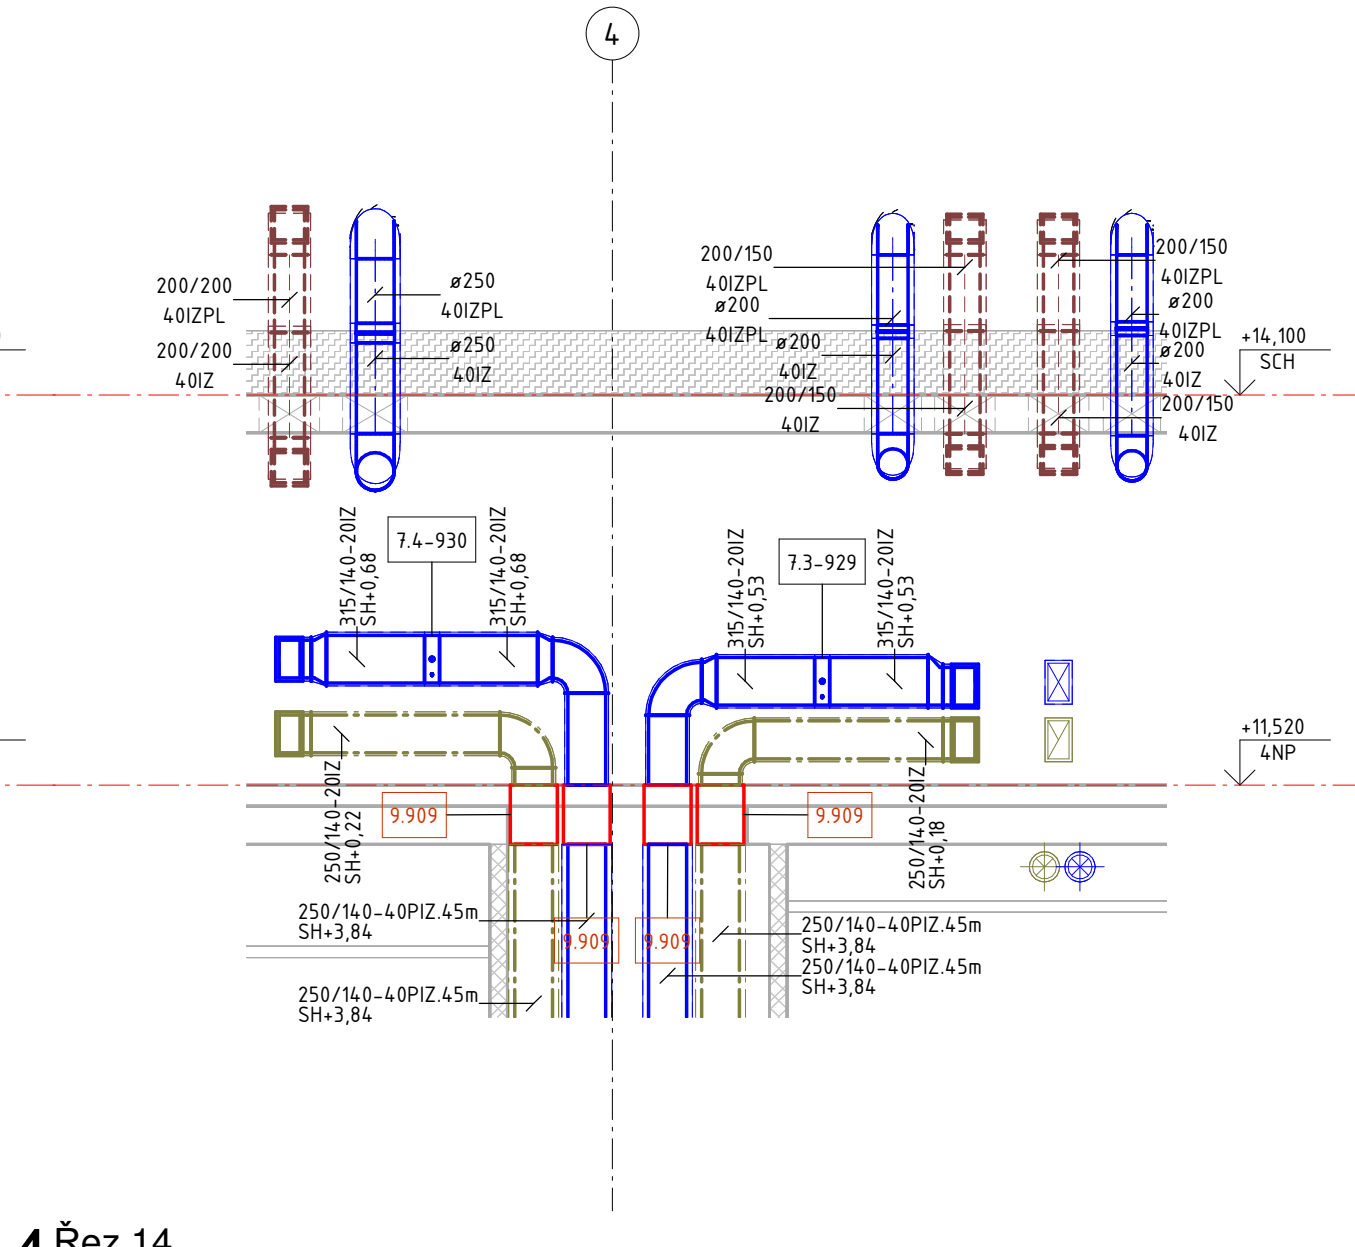 4
200/200
40IZPL
200/200
40IZ
ø250
40IZPL
ø250
40IZ
200/150
40IZPL
ø200
40IZPL
ø200
40IZ
200/150
40IZ
200/150
40IZPL
ø200
40IZPL
ø200
40IZ
200/150
40IZ
+14,100
SCH
315/140-20IZ
SH+0,68
7.4-930
315/140-20IZ
SH+0,68
315/140-20IZ
SH+0,53
7.3-929
315/140-20IZ
SH+0,53
+11,520
4NP
250/140-20IZ
SH+0,22
9.909
9.909
250/140-20IZ
SH+0,18
250/140-40PIZ.45m
SH+3,84
9.909
9.909
250/140-40PIZ.45m
SH+3,84
250/140-40PIZ.45m
SH+3,84
250/140-40PIZ.45m
SH+3,84
4 Řez 14